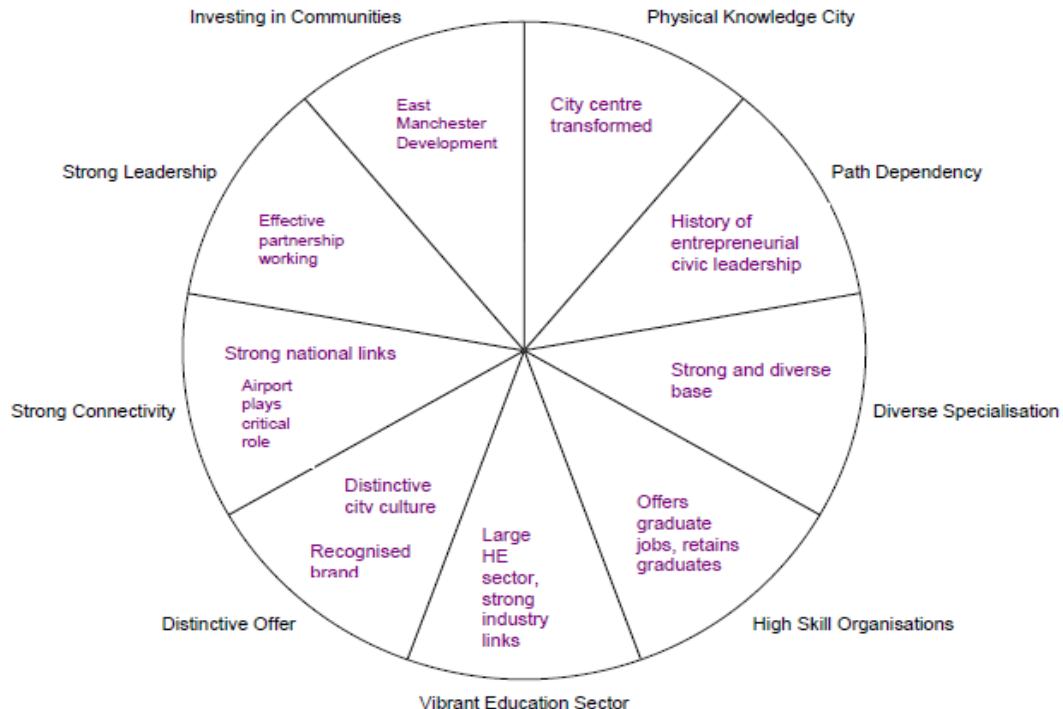 Investing in Communities
Physical Knowledge City
East
Manchester
Development
City centre
transformed
Strong Leadership
Path Dependency
Effective
partnership
working
History of
entrepreneurial
civic leadership
Strong national links
Airport
plays
critical
role
Strong and diverse
base
Strong Connectivity
Diverse Specialisation
Distinctive
city culture
Recognised
brand
Large
HE
sector,
strong
industry
links
Offers
graduate
jobs, retains
graduates
Distinctive Offer
High Skill Organisations
Vibrant Education Sector